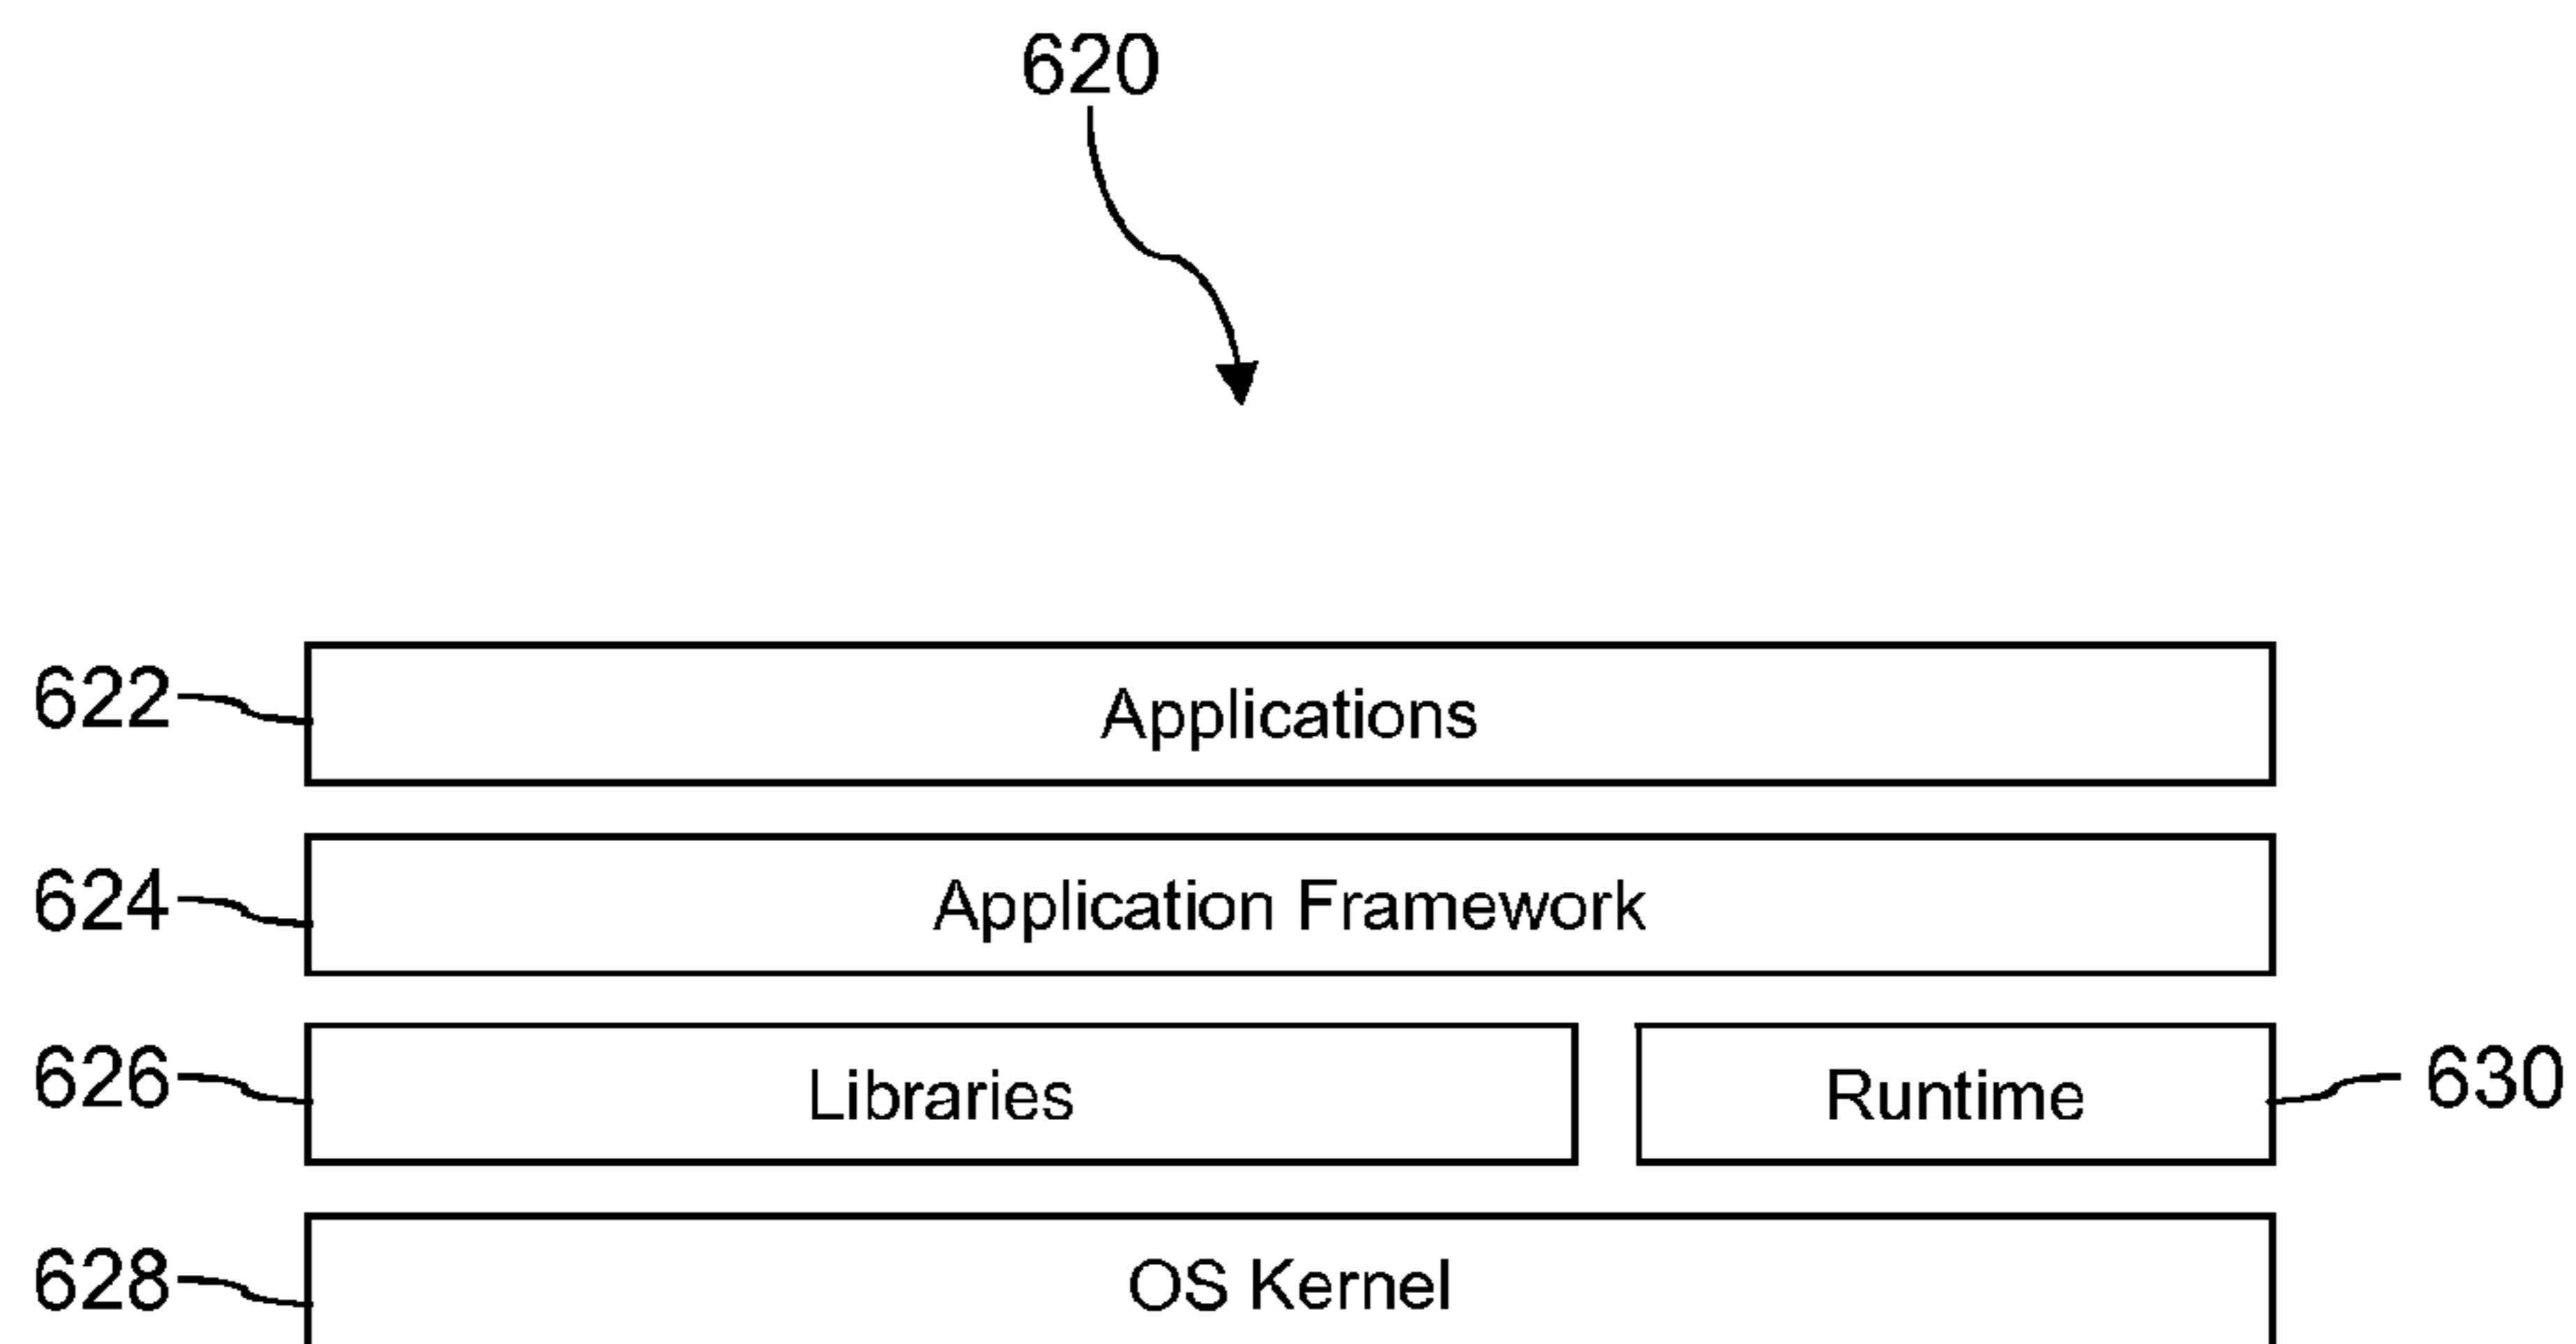 620
622 Applications
624 Application Framework
626 Libraries Runtime 630
628 OS Kernel